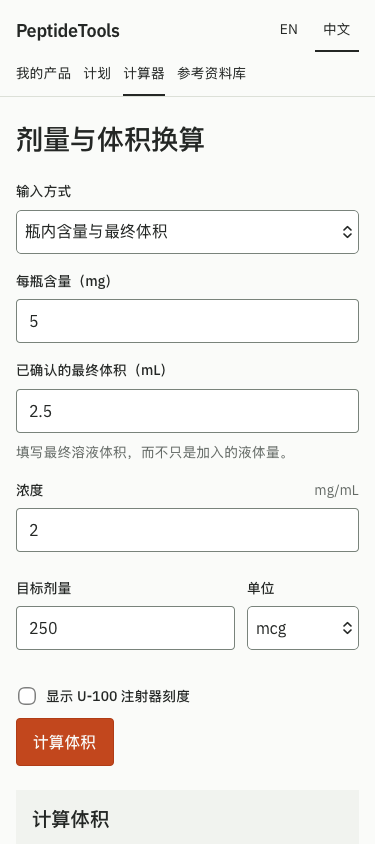 PeptideTools
EN 中文
我的产品 计划 计算器 参考资料库
剂量与体积换算
输入方式
瓶内含量与最终体积
每瓶含量（mg）
5
已确认的最终体积（mL）
2.5
填写最终溶液体积，而不只是加入的液体量。
浓度 mg/mL
2
目标剂量 单位
250 mcg
显示 U-100 注射器刻度
计算体积
计算体积